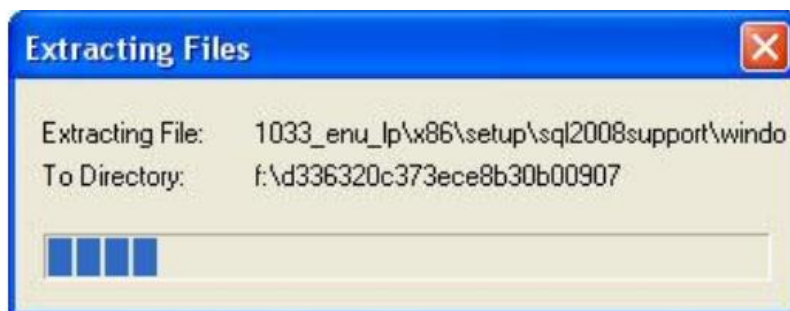 Extracting Files
Extracting File: 1033_enu_lp\x86\setup\sql2008support\windo
To Directory: f:\d336320c373ece8b30b00907